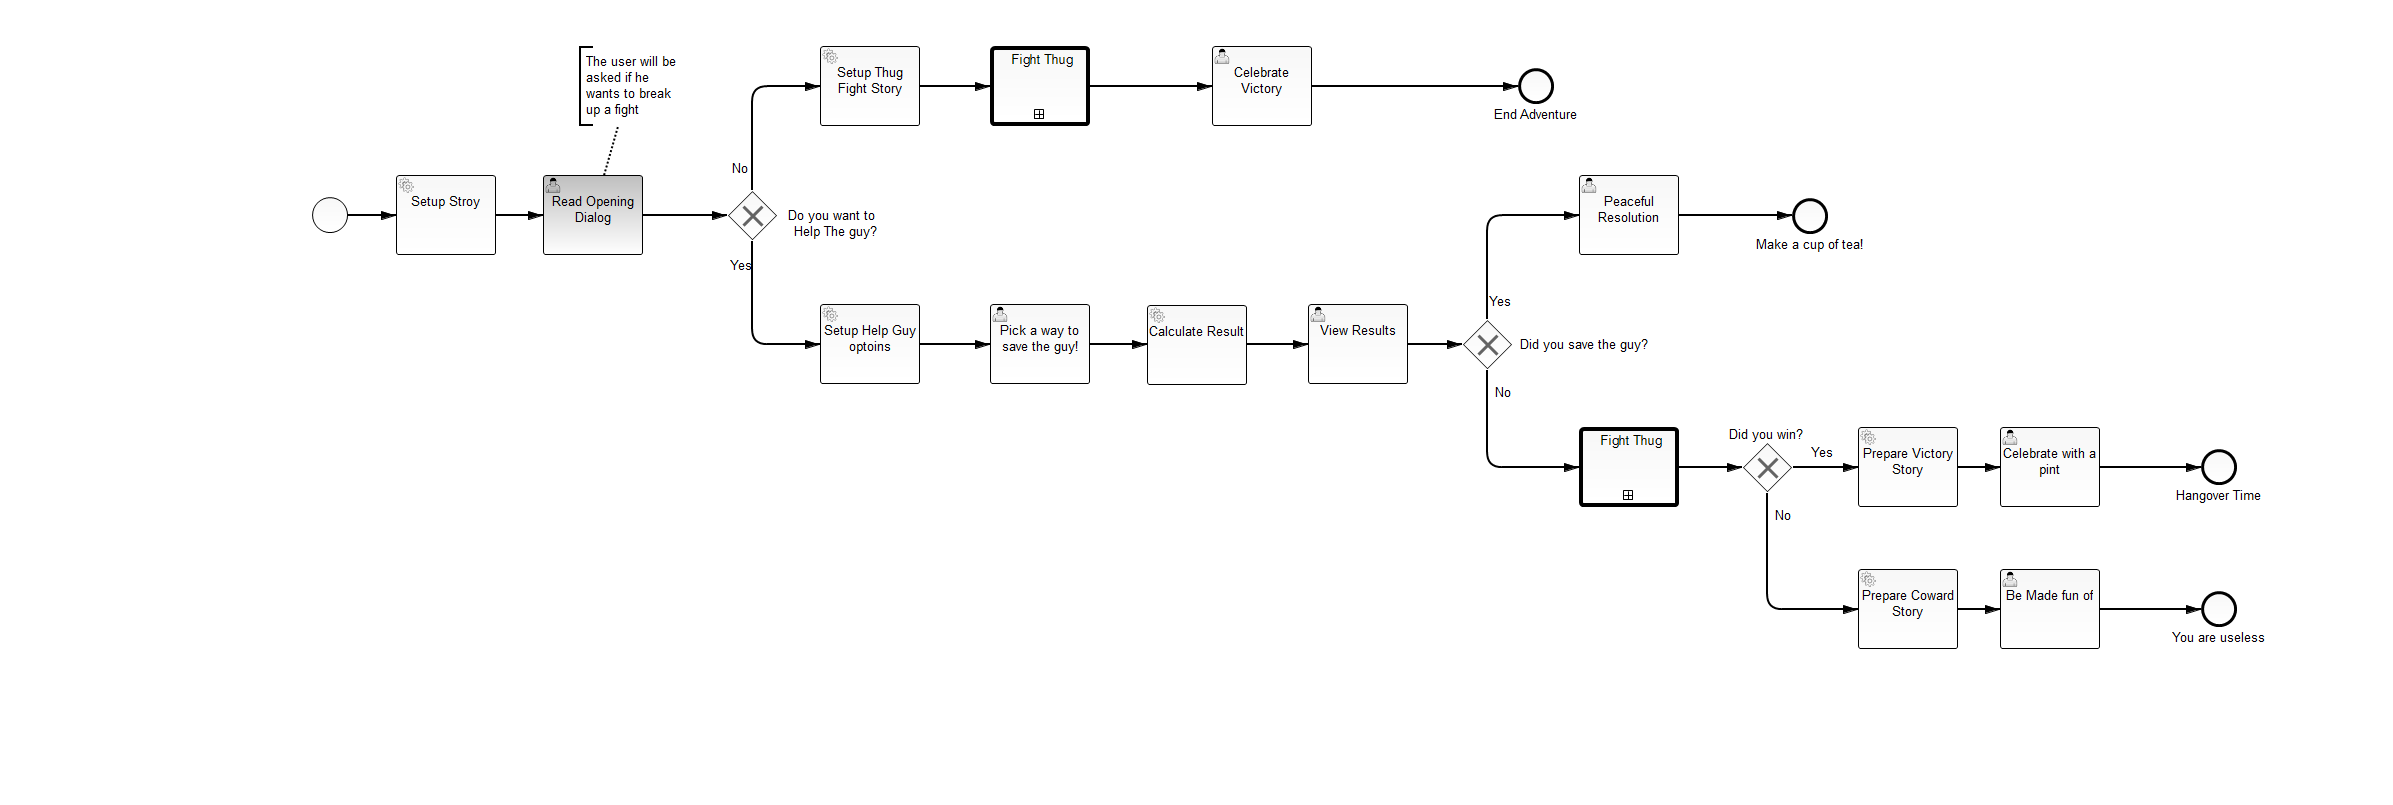 The user will be
asked if he
wants to break
up a fight
Setup Thug
Fight Story
Fight Thug
Celebrate
Victory
End Adventure
No
Setup Stroy
Read Opening
Dialog
Do you want to
Help The guy?
Yes
Peaceful
Resolution
Make a cup of tea!
Setup Help Guy
optoins
Pick a way to
save the guy!
Calculate Result
View Results
Yes
Did you save the guy?
No
Fight Thug
Did you win?
Yes
Prepare Victory
Story
Celebrate with a
pint
Hangover Time
No
Prepare Coward
Story
Be Made fun of
You are useless